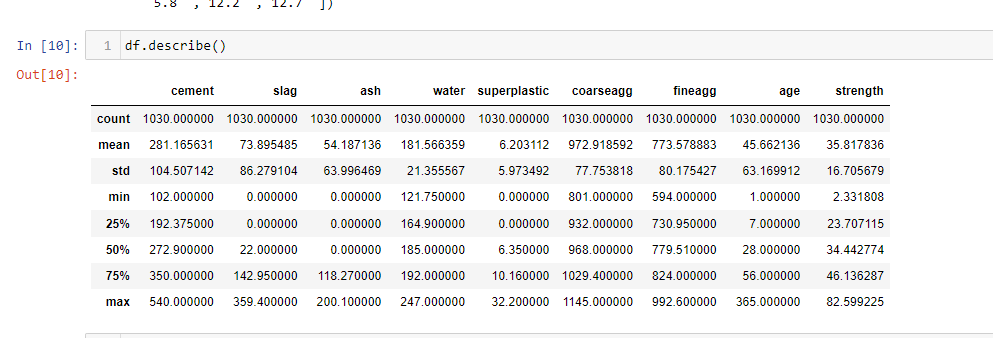 5.8 , 12.2 , 12.7 ])
In [10]: 1 df.describe()
Out[10]:
cement slag ash water superplastic coarseagg fineagg age strength
count 1030.000000 1030.000000 1030.000000 1030.000000 1030.000000 1030.000000 1030.000000 1030.000000 1030.000000
mean 281.165631 73.895485 54.187136 181.566359 6.203112 972.918592 773.578883 45.662136 35.817836
std 104.507142 86.279104 63.996469 21.355567 5.973492 77.753818 80.175427 63.169912 16.705679
min 102.000000 0.000000 0.000000 121.750000 0.000000 801.000000 594.000000 1.000000 2.331808
25% 192.375000 0.000000 0.000000 164.900000 0.000000 932.000000 730.950000 7.000000 23.707115
50% 272.900000 22.000000 0.000000 185.000000 6.350000 968.000000 779.510000 28.000000 34.442774
75% 350.000000 142.950000 118.270000 192.000000 10.160000 1029.400000 824.000000 56.000000 46.136287
max 540.000000 359.400000 200.100000 247.000000 32.200000 1145.000000 992.600000 365.000000 82.599225